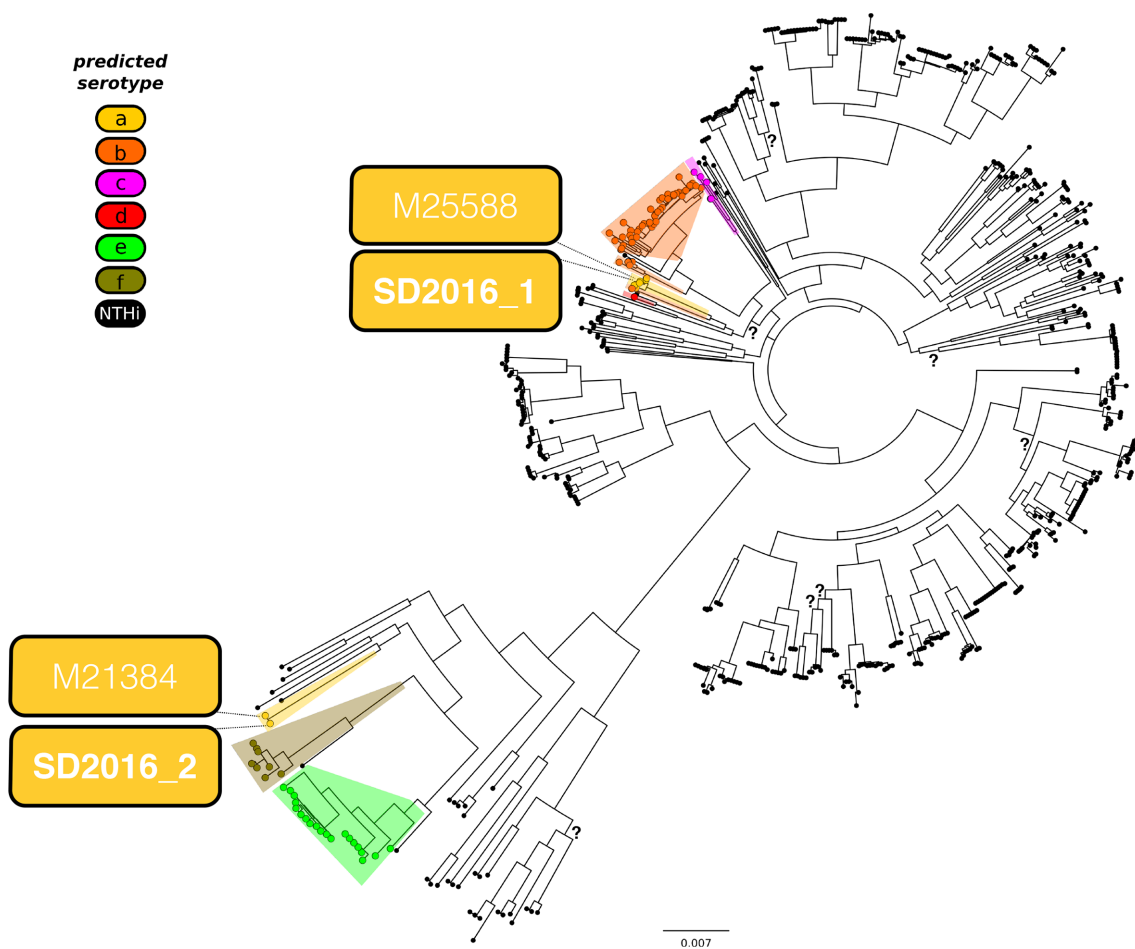 predicted
serotype
a
b
c
d
e
f
NTHi
M25588
SD2016_1
?
?
?
?
?
?
M21384
SD2016_2
?
0.007